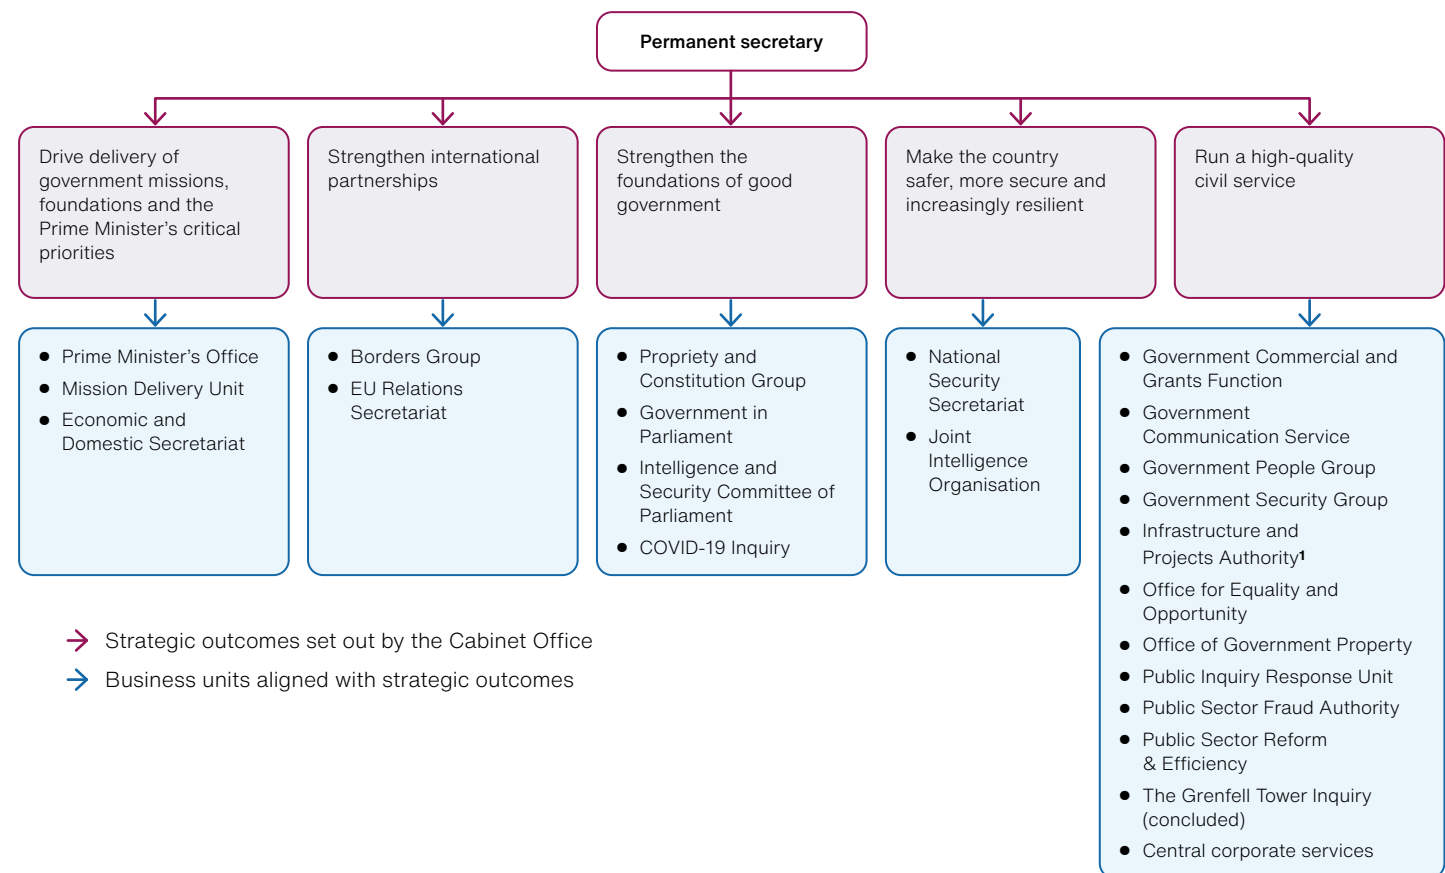 Permanent secretary
Drive delivery of
government missions,
foundations and the
Prime Minister’s critical
priorities
Strengthen international
partnerships
Strengthen the
foundations of good
government
Make the country
safer, more secure and
increasingly resilient
Run a high-quality
civil service
● Prime Minister’s Office
● Mission Delivery Unit
● Economic and
Domestic Secretariat
● Borders Group
● EU Relations
Secretariat
● Propriety and
Constitution Group
● Government in
Parliament
● Intelligence and
Security Committee of
Parliament
● COVID-19 Inquiry
● National
Security
Secretariat
● Joint
Intelligence
Organisation
● Government Commercial and
Grants Function
● Government
Communication Service
● Government People Group
● Government Security Group
● Infrastructure and
Projects Authority¹
● Office for Equality and
Opportunity
● Office of Government Property
● Public Inquiry Response Unit
● Public Sector Fraud Authority
● Public Sector Reform
& Efficiency
● The Grenfell Tower Inquiry
(concluded)
● Central corporate services
Strategic outcomes set out by the Cabinet Office
Business units aligned with strategic outcomes